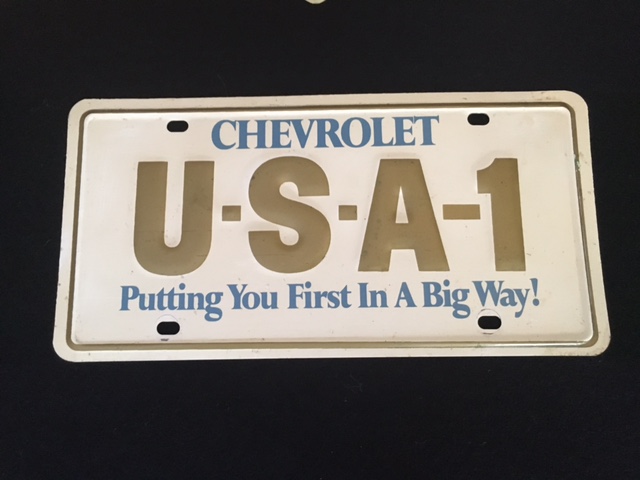 CHEVROLET
U·S·A-1
Putting You First In A Big Way!